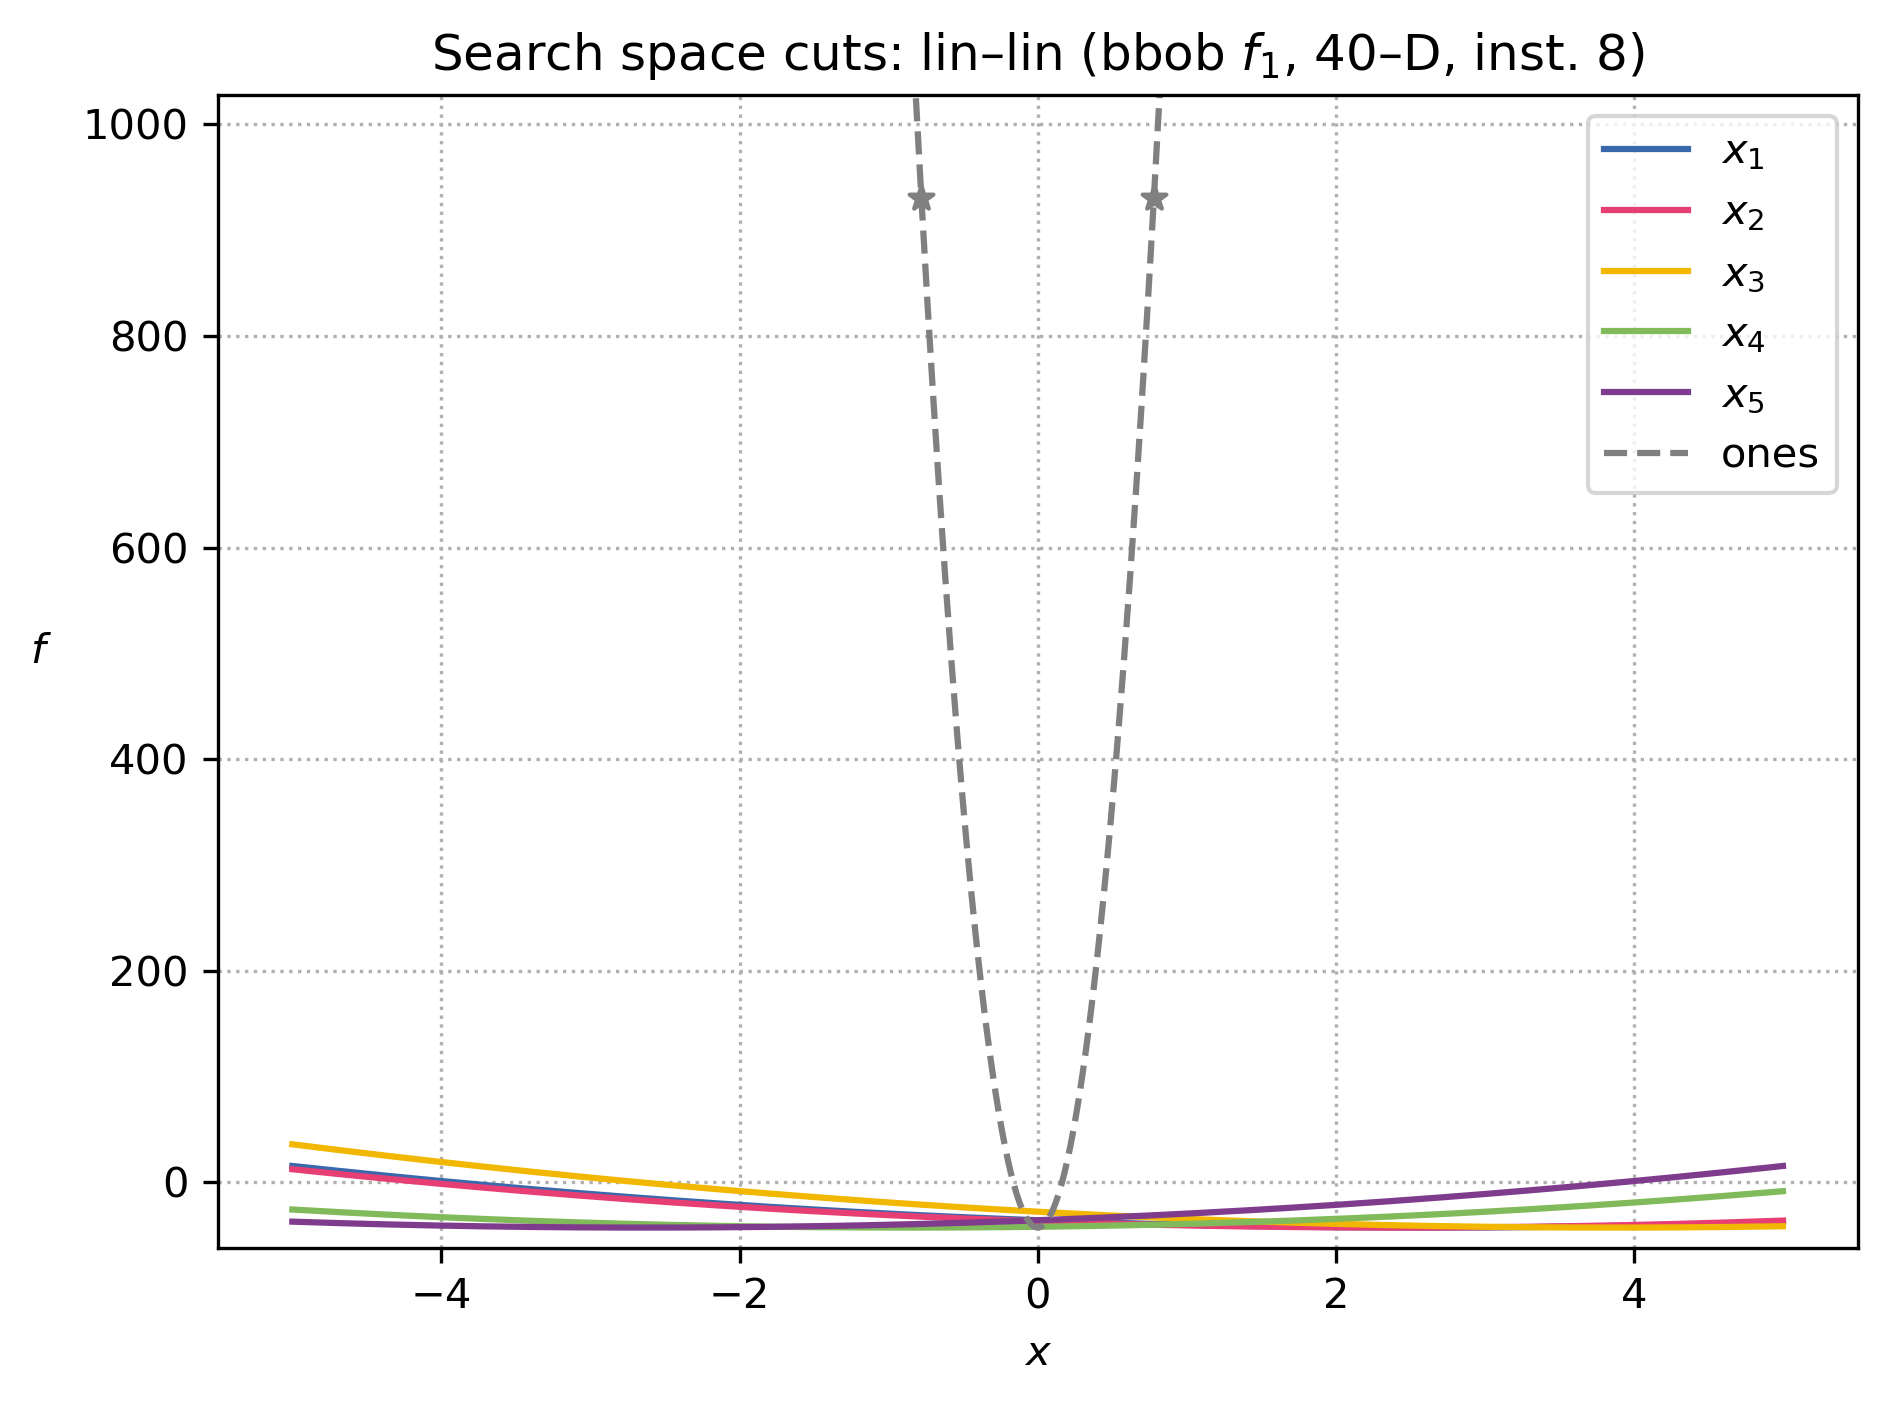 Search space cuts: lin–lin (bbob f₁, 40–D, inst. 8)
1000
800
600
400
200
0
f
−4
−2
0
2
4
x
x₁
x₂
x₃
x₄
x₅
ones